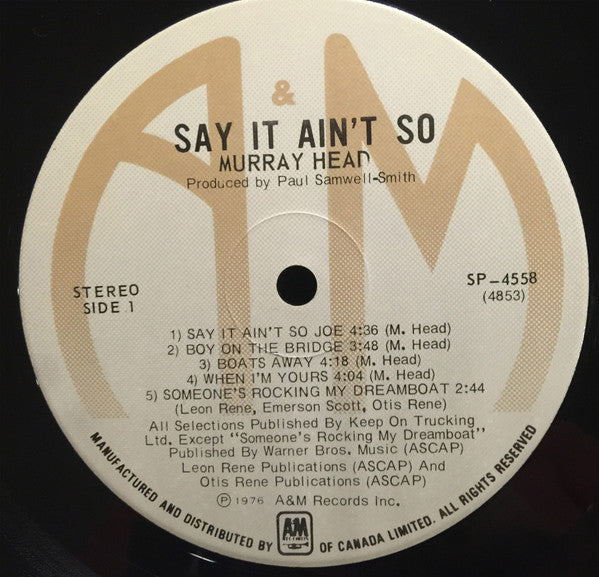 &
SAY IT AIN'T SO
MURRAY HEAD
Produced by Paul Samwell-Smith
STEREO
SIDE 1
SP-4558
(4853)
1) SAY IT AIN'T SO JOE 4:36 (M. Head)
2) BOY ON THE BRIDGE 3:48 (M. Head)
3) BOATS AWAY 4:18 (M. Head)
4) WHEN I'M YOURS 4:04 (M. Head)
5) SOMEONE'S ROCKING MY DREAMBOAT 2:44
(Leon Rene, Emerson Scott, Otis Rene)
All Selections Published By Keep On Trucking
Ltd. Except "Someone's Rocking My Dreamboat"
Published By Warner Bros. Music (ASCAP)
Leon Rene Publications (ASCAP) And
Otis Rene Publications (ASCAP)
℗ 1976 A&M Records Inc.
MANUFACTURED AND DISTRIBUTED BY A&M RECORDS OF CANADA LIMITED. ALL RIGHTS RESERVED
A&M